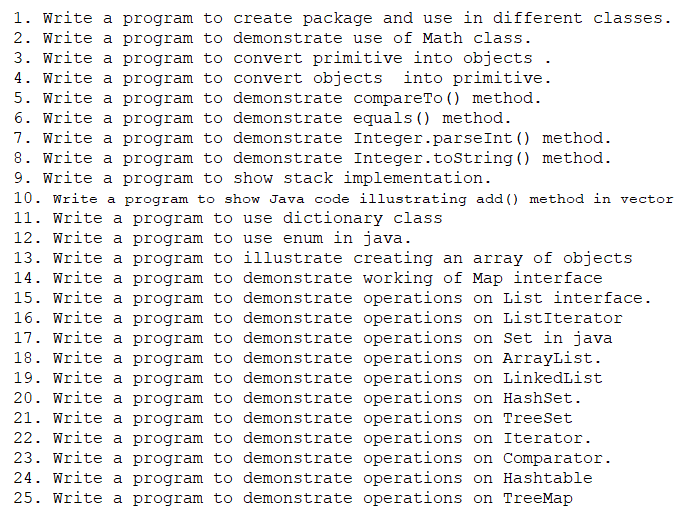 1. Write a program to create package and use in different classes.
2. Write a program to demonstrate use of Math class.
3. Write a program to convert primitive into objects .
4. Write a program to convert objects  into primitive.
5. Write a program to demonstrate compareTo() method.
6. Write a program to demonstrate equals() method.
7. Write a program to demonstrate Integer.parseInt() method.
8. Write a program to demonstrate Integer.toString() method.
9. Write a program to show stack implementation.
10. Write a program to show Java code illustrating add() method in vector
11. Write a program to use dictionary class
12. Write a program to use enum in java.
13. Write a program to illustrate creating an array of objects
14. Write a program to demonstrate working of Map interface
15. Write a program to demonstrate operations on List interface.
16. Write a program to demonstrate operations on ListIterator
17. Write a program to demonstrate operations on Set in java
18. Write a program to demonstrate operations on ArrayList.
19. Write a program to demonstrate operations on LinkedList
20. Write a program to demonstrate operations on HashSet.
21. Write a program to demonstrate operations on TreeSet
22. Write a program to demonstrate operations on Iterator.
23. Write a program to demonstrate operations on Comparator.
24. Write a program to demonstrate operations on Hashtable
25. Write a program to demonstrate operations on TreeMap